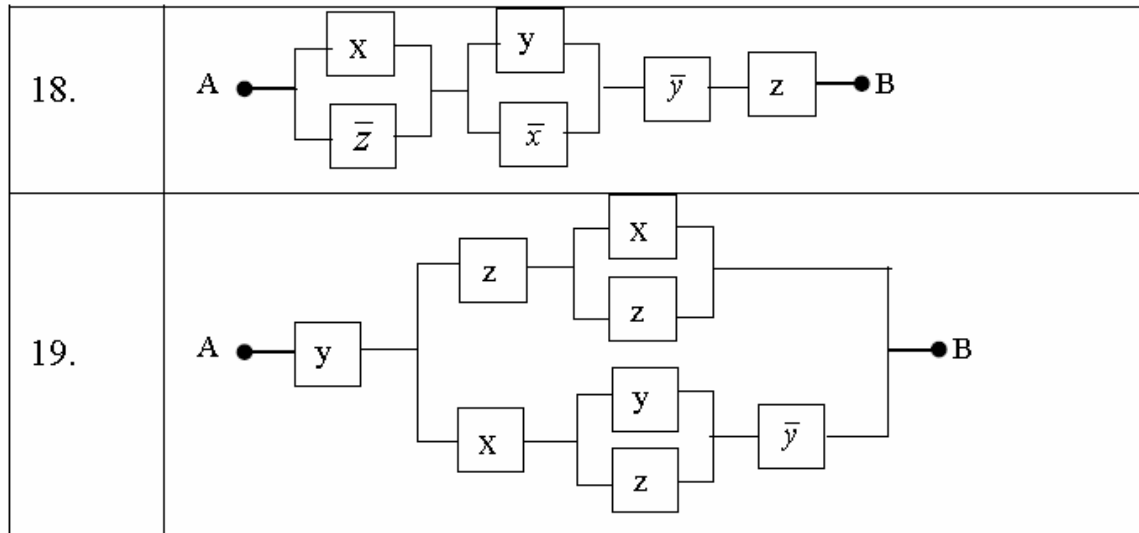 18.
A x y y̅ z B
z̅ x̅
19.
x
z
z
A y B
y
x y̅
z